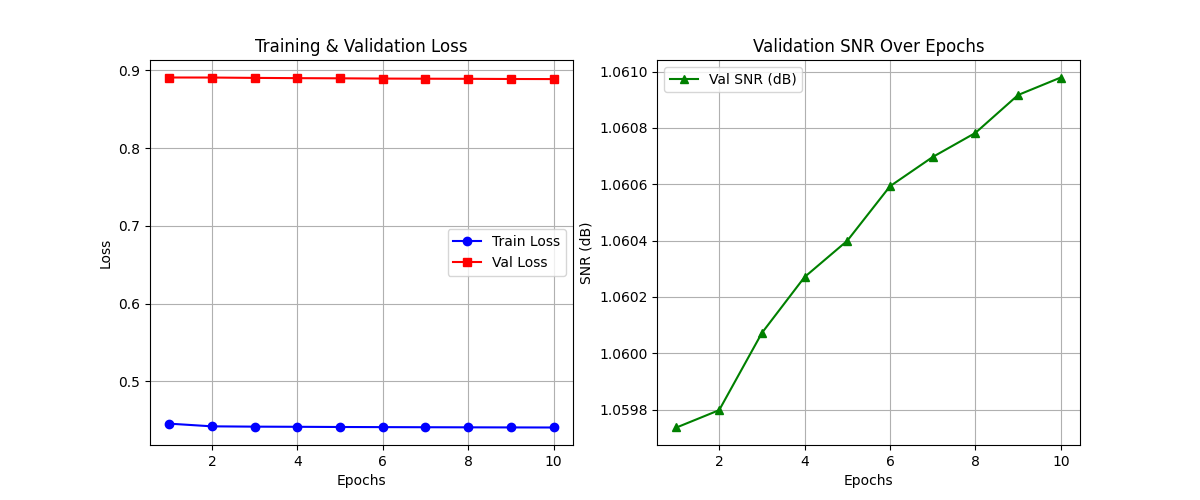 Training & Validation Loss
0.9
0.8
0.7
0.6
0.5
Loss
Train Loss
Val Loss
2 4 6 8 10
Epochs
Validation SNR Over Epochs
Val SNR (dB)
1.0610
1.0608
1.0606
1.0604
1.0602
1.0600
1.0598
SNR (dB)
2 4 6 8 10
Epochs